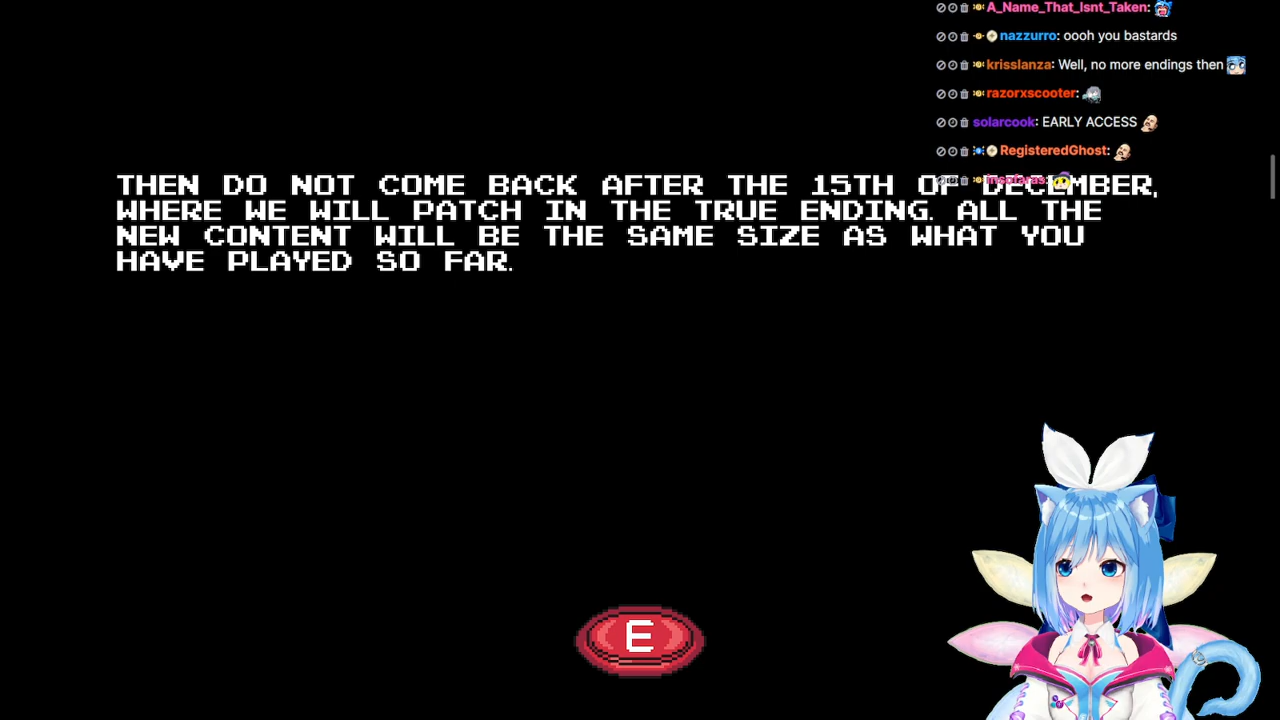 A_Name_That_Isnt_Taken:
nazzurro: oooh you bastards
krisslanza: Well, no more endings then
razorxscooter:
solarcook: EARLY ACCESS
RegisteredGhost:
THEN DO NOT COME BACK AFTER THE 15TH OF DECEMBER,
WHERE WE WILL PATCH IN THE TRUE ENDING. ALL THE
NEW CONTENT WILL BE THE SAME SIZE AS WHAT YOU
HAVE PLAYED SO FAR.
E